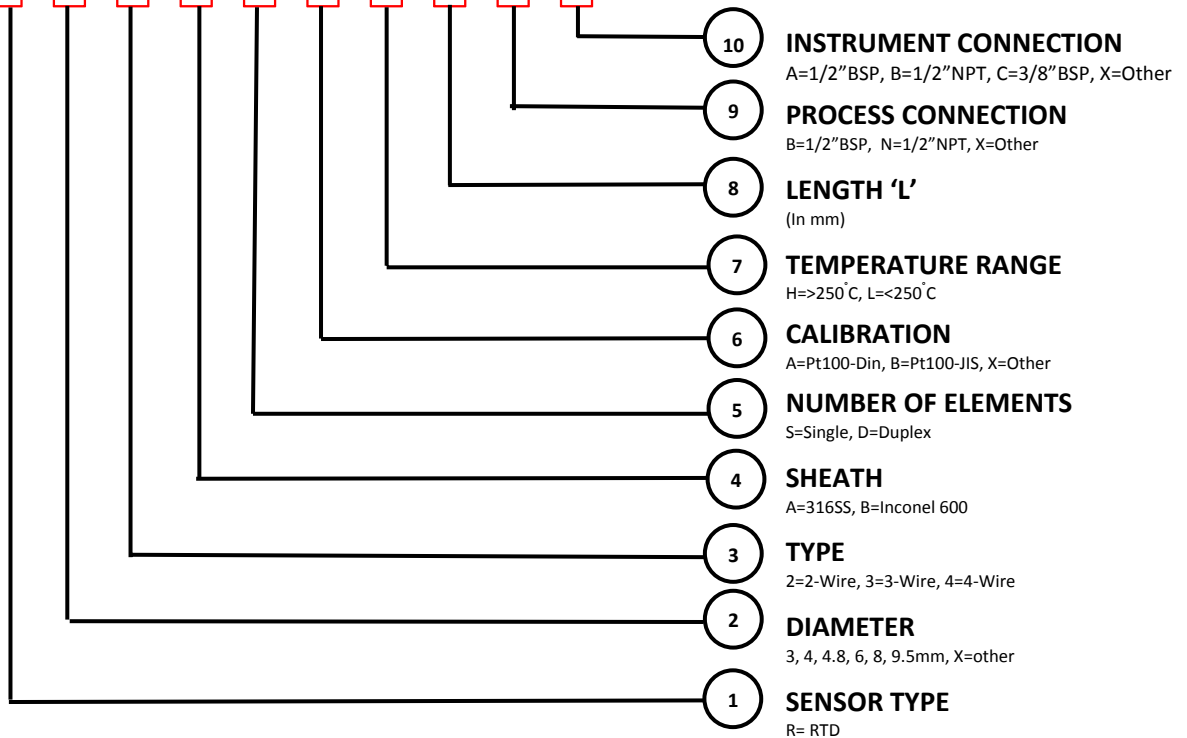 10
INSTRUMENT CONNECTION
A=1/2”BSP, B=1/2”NPT, C=3/8”BSP, X=Other
9
PROCESS CONNECTION
B=1/2”BSP, N=1/2”NPT, X=Other
8
LENGTH ‘L’
(In mm)
7
TEMPERATURE RANGE
H=>250°C, L=<250°C
6
CALIBRATION
A=Pt100-Din, B=Pt100-JIS, X=Other
5
NUMBER OF ELEMENTS
S=Single, D=Duplex
4
SHEATH
A=316SS, B=Inconel 600
3
TYPE
2=2-Wire, 3=3-Wire, 4=4-Wire
2
DIAMETER
3, 4, 4.8, 6, 8, 9.5mm, X=other
1
SENSOR TYPE
R= RTD